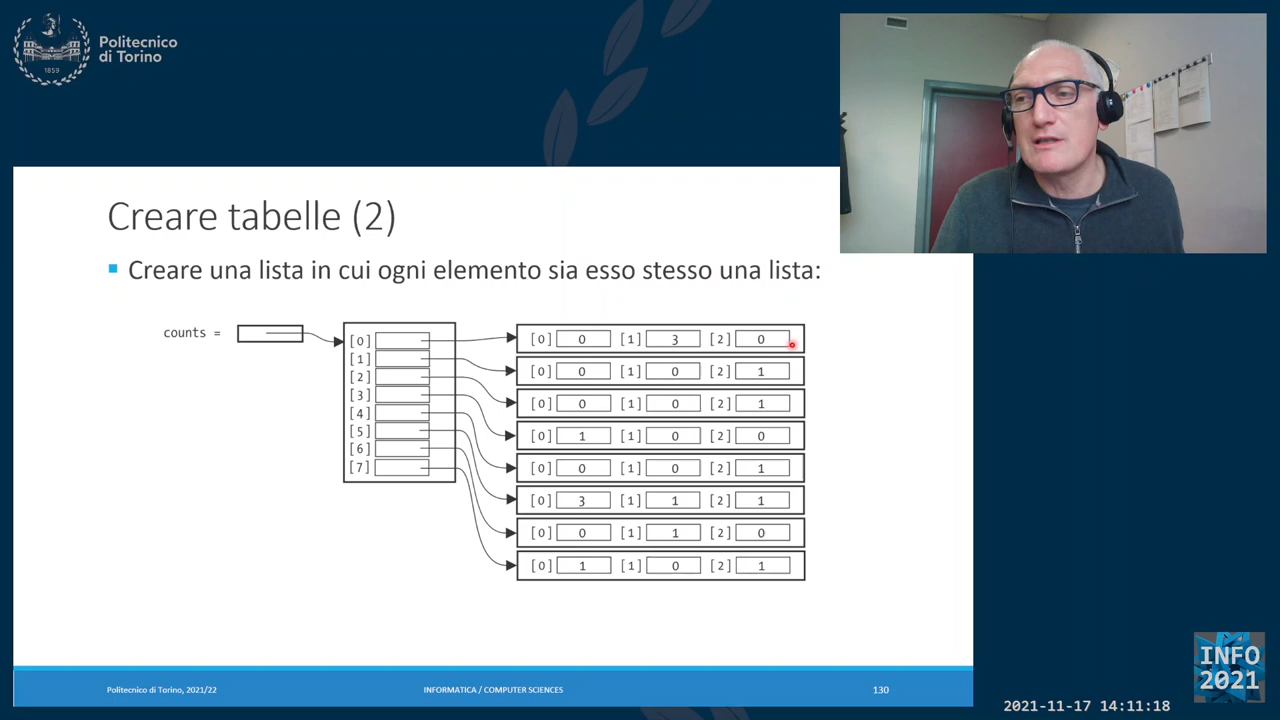 Politecnico
di Torino
1859
Creare tabelle (2)
Creare una lista in cui ogni elemento sia esso stesso una lista:
counts =
[0]
[1]
[2]
[3]
[4]
[5]
[6]
[7]
[0] 0 [1] 3 [2] 0
[0] 0 [1] 0 [2] 1
[0] 0 [1] 0 [2] 1
[0] 1 [1] 0 [2] 0
[0] 0 [1] 0 [2] 1
[0] 3 [1] 1 [2] 1
[0] 0 [1] 1 [2] 0
[0] 1 [1] 0 [2] 1
Politecnico di Torino, 2021/22
INFORMATICA / COMPUTER SCIENCES
130
INFO
2021
2021-11-17 14:11:18